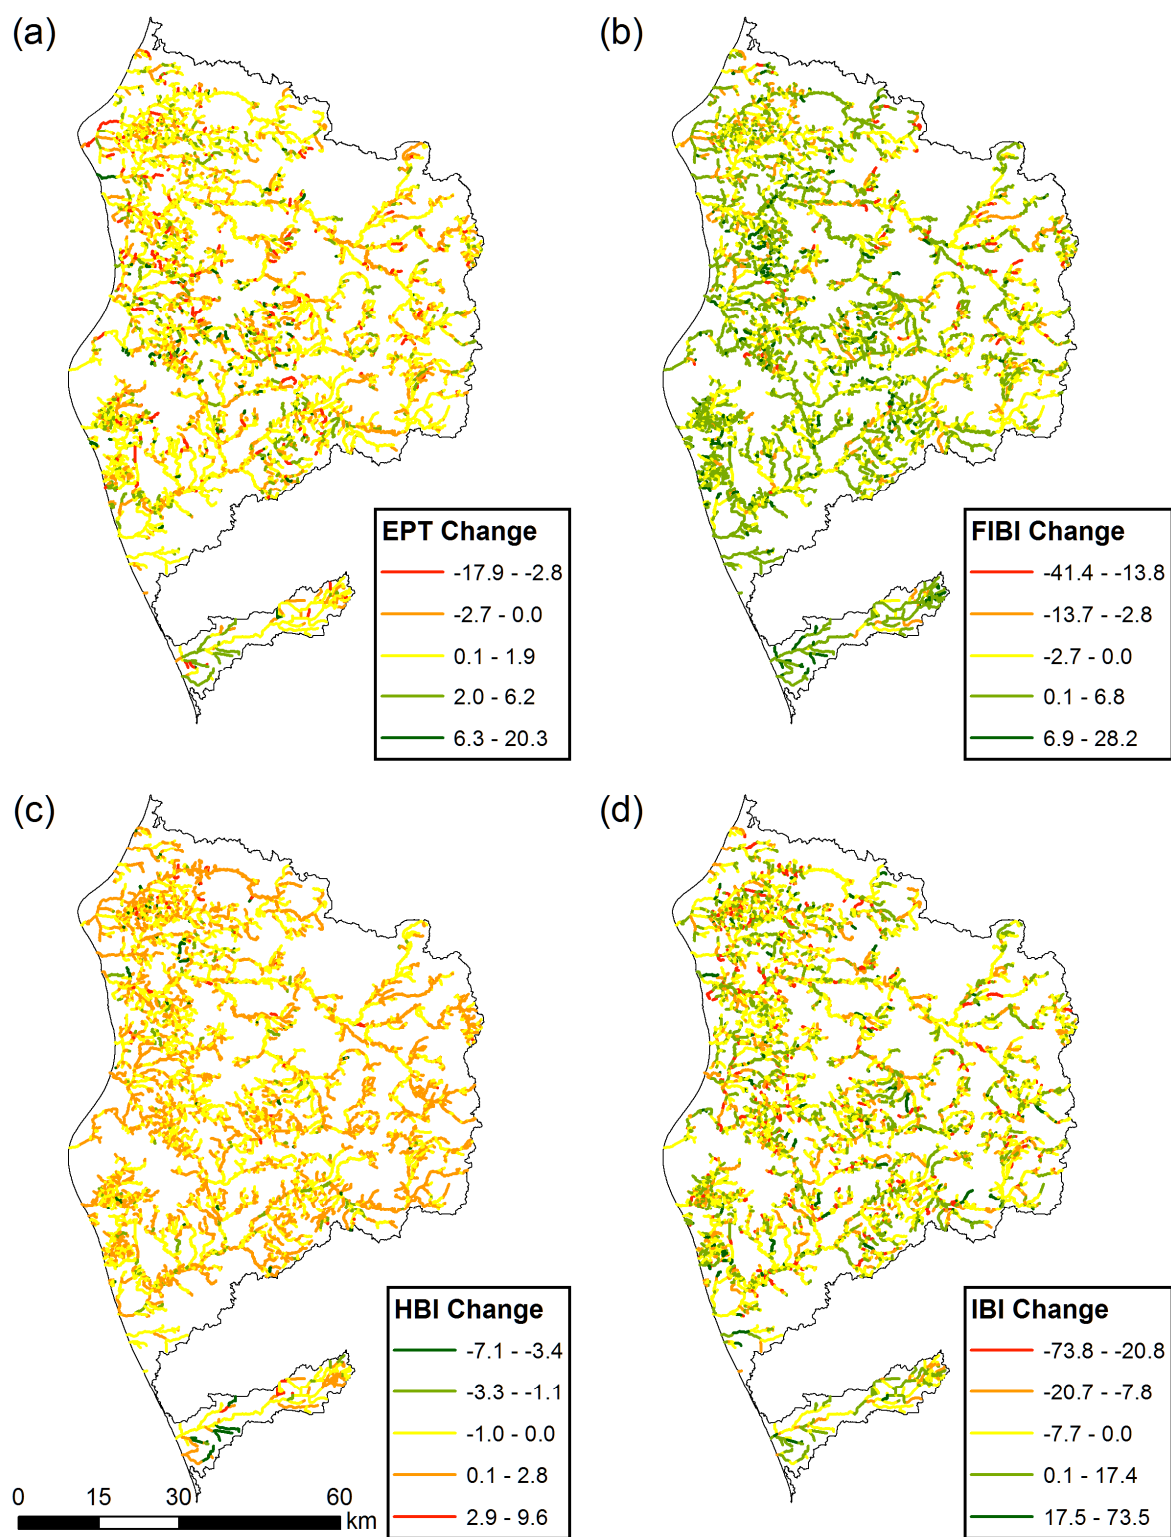 (a)
(b)
EPT Change
-17.9 - -2.8
-2.7 - 0.0
0.1 - 1.9
2.0 - 6.2
6.3 - 20.3
FIBI Change
-41.4 - -13.8
-13.7 - -2.8
-2.7 - 0.0
0.1 - 6.8
6.9 - 28.2
(c)
(d)
HBI Change
-7.1 - -3.4
-3.3 - -1.1
-1.0 - 0.0
0.1 - 2.8
2.9 - 9.6
IBI Change
-73.8 - -20.8
-20.7 - -7.8
-7.7 - 0.0
0.1 - 17.4
17.5 - 73.5
0 15 30 60
km